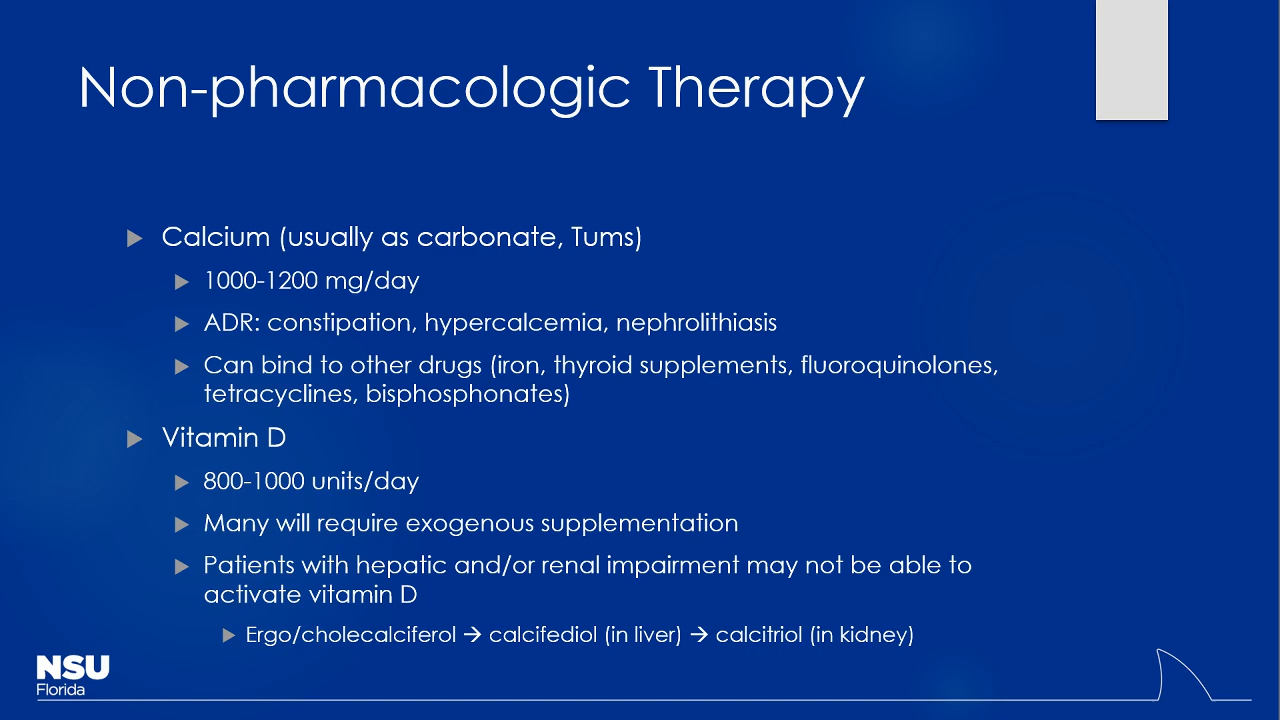 Non-pharmacologic Therapy
Calcium (usually as carbonate, Tums)
1000-1200 mg/day
ADR: constipation, hypercalcemia, nephrolithiasis
Can bind to other drugs (iron, thyroid supplements, fluoroquinolones,
tetracyclines, bisphosphonates)
Vitamin D
800-1000 units/day
Many will require exogenous supplementation
Patients with hepatic and/or renal impairment may not be able to
activate vitamin D
Ergo/cholecalciferol → calcifediol (in liver) → calcitriol (in kidney)
NSU
Florida